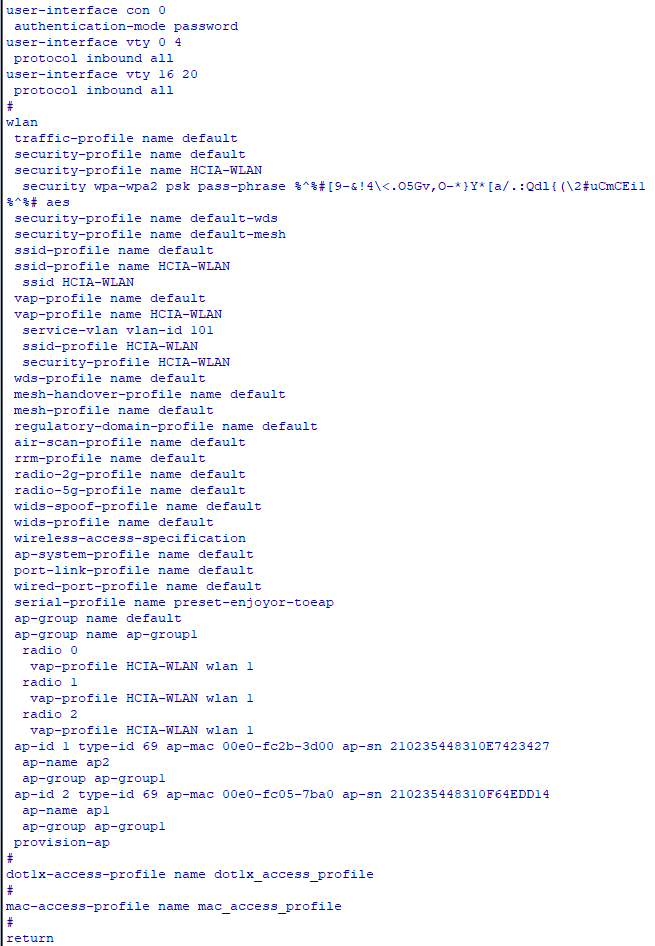 user-interface con 0
authentication-mode password
user-interface vty 0 4
protocol inbound all
user-interface vty 16 20
protocol inbound all
#
wlan
traffic-profile name default
security-profile name default
security-profile name HCIA-WLAN
security wpa-wpa2 psk pass-phrase %^%#[9-&!4\<.O5Gv,O-*}Y*[a/.:Qdl{(\2#uCmCEi1
%^%# aes
security-profile name default-wds
security-profile name default-mesh
ssid-profile name default
ssid-profile name HCIA-WLAN
ssid HCIA-WLAN
vap-profile name default
vap-profile name HCIA-WLAN
service-vlan vlan-id 101
ssid-profile HCIA-WLAN
security-profile HCIA-WLAN
wds-profile name default
mesh-handover-profile name default
mesh-profile name default
regulatory-domain-profile name default
air-scan-profile name default
rrm-profile name default
radio-2g-profile name default
radio-5g-profile name default
wids-spoof-profile name default
wids-profile name default
wireless-access-specification
ap-system-profile name default
port-link-profile name default
wired-port-profile name default
serial-profile name preset-enjoyor-toeap
ap-group name default
ap-group name ap-group1
radio 0
vap-profile HCIA-WLAN wlan 1
radio 1
vap-profile HCIA-WLAN wlan 1
radio 2
vap-profile HCIA-WLAN wlan 1
ap-id 1 type-id 69 ap-mac 00e0-fc2b-3d00 ap-sn 210235448310E7423427
ap-name ap2
ap-group ap-group1
ap-id 2 type-id 69 ap-mac 00e0-fc05-7ba0 ap-sn 210235448310F64EDD14
ap-name ap1
ap-group ap-group1
provision-ap
#
dot1x-access-profile name dot1x_access_profile
#
mac-access-profile name mac_access_profile
#
return